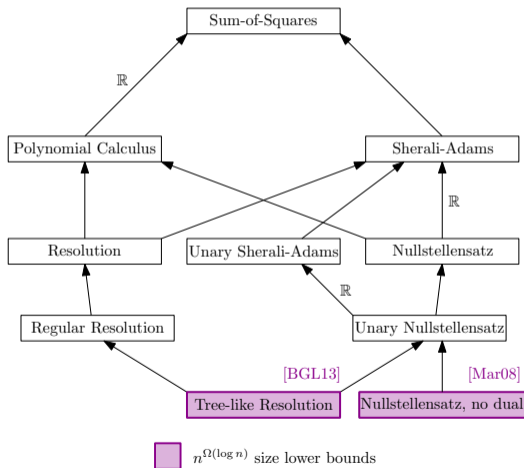 Sum-of-Squares
ℝ
Polynomial Calculus
Sherali-Adams
ℝ
Resolution
Unary Sherali-Adams
Nullstellensatz
ℝ
Regular Resolution
Unary Nullstellensatz
[BGL13]
[Mar08]
Tree-like Resolution
Nullstellensatz, no dual
n^{Ω(log n)} size lower bounds